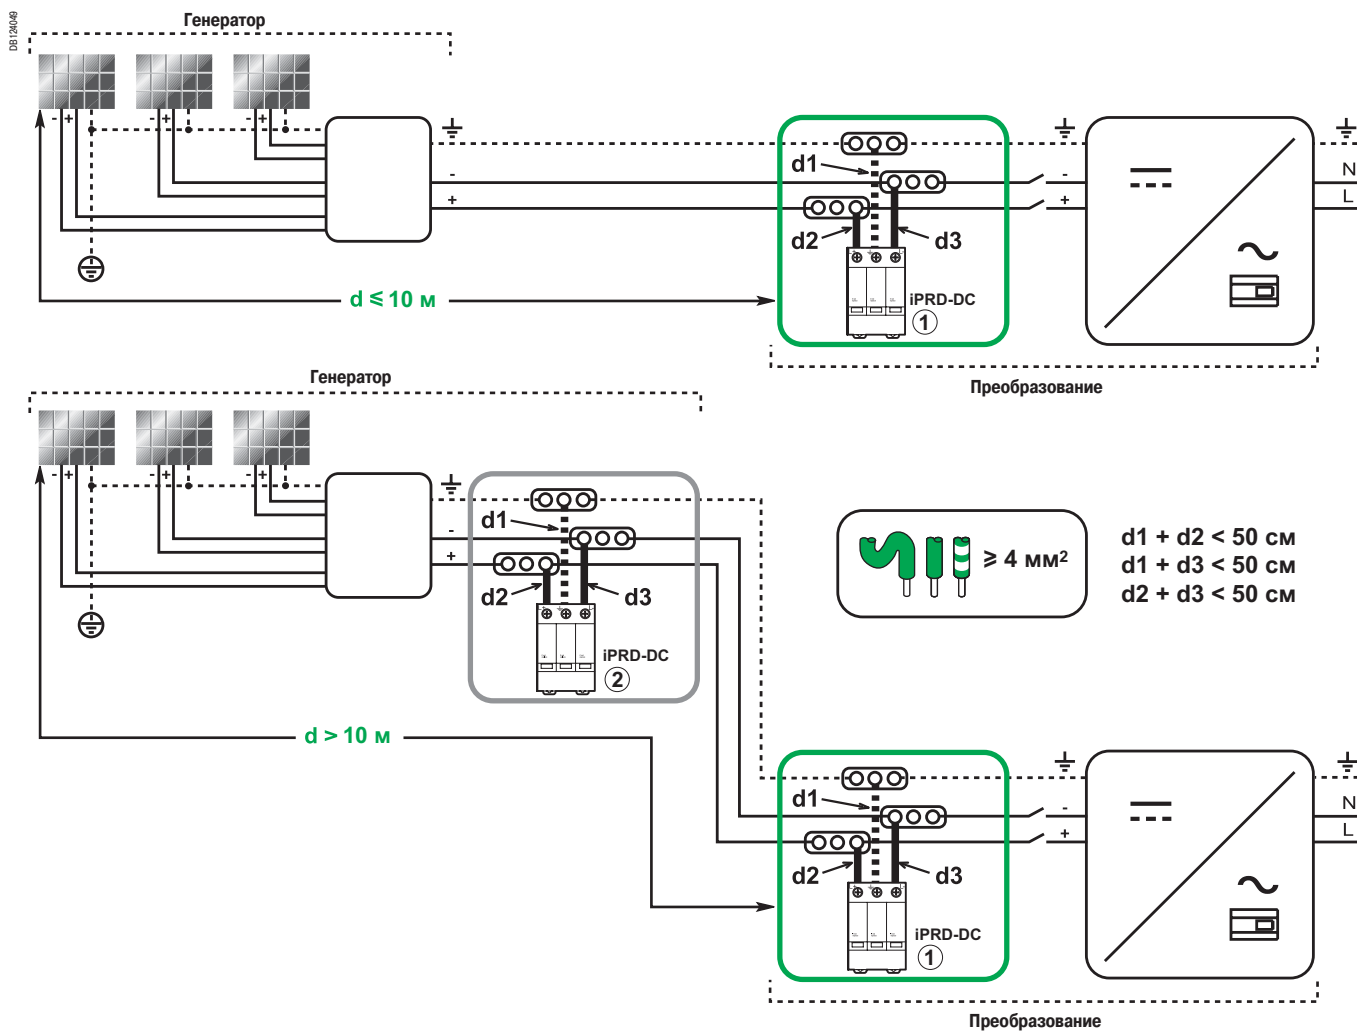 DB124049
Генератор
- + - + - +
-
+
d1
d2
d3
iPRD-DC
1
d ≤ 10 м
-
+
N
L
Преобразование
Генератор
- + - + - +
-
+
d1
d2
d3
iPRD-DC
2
≥ 4 мм²
d1 + d2 < 50 см
d1 + d3 < 50 см
d2 + d3 < 50 см
d > 10 м
d1
d2
d3
iPRD-DC
1
-
+
N
L
Преобразование